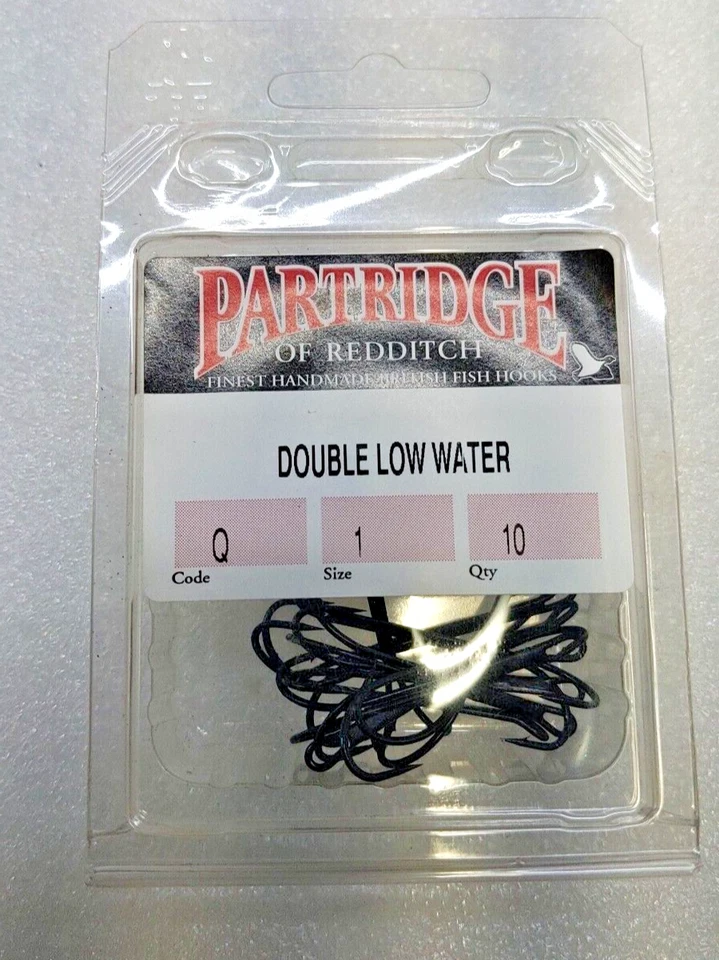 PARTRIDGE
OF REDDITCH
FINEST HANDMADE BRITISH FISH HOOKS
DOUBLE LOW WATER
Q 1 10
Code Size Qty